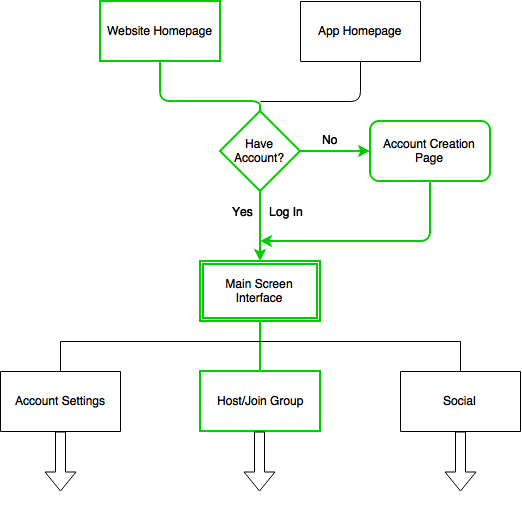 Website Homepage
App Homepage
Have
Account?
No
Account Creation
Page
Yes
Log In
Main Screen
Interface
Account Settings
Host/Join Group
Social